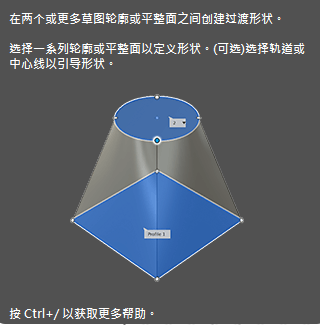 在两个或更多草图轮廓或平整面之间创建过渡形状。
选择一系列轮廓或平整面以定义形状。(可选)选择轨道或
中心线以引导形状。
Profile 1
按 Ctrl+/ 以获取更多帮助。